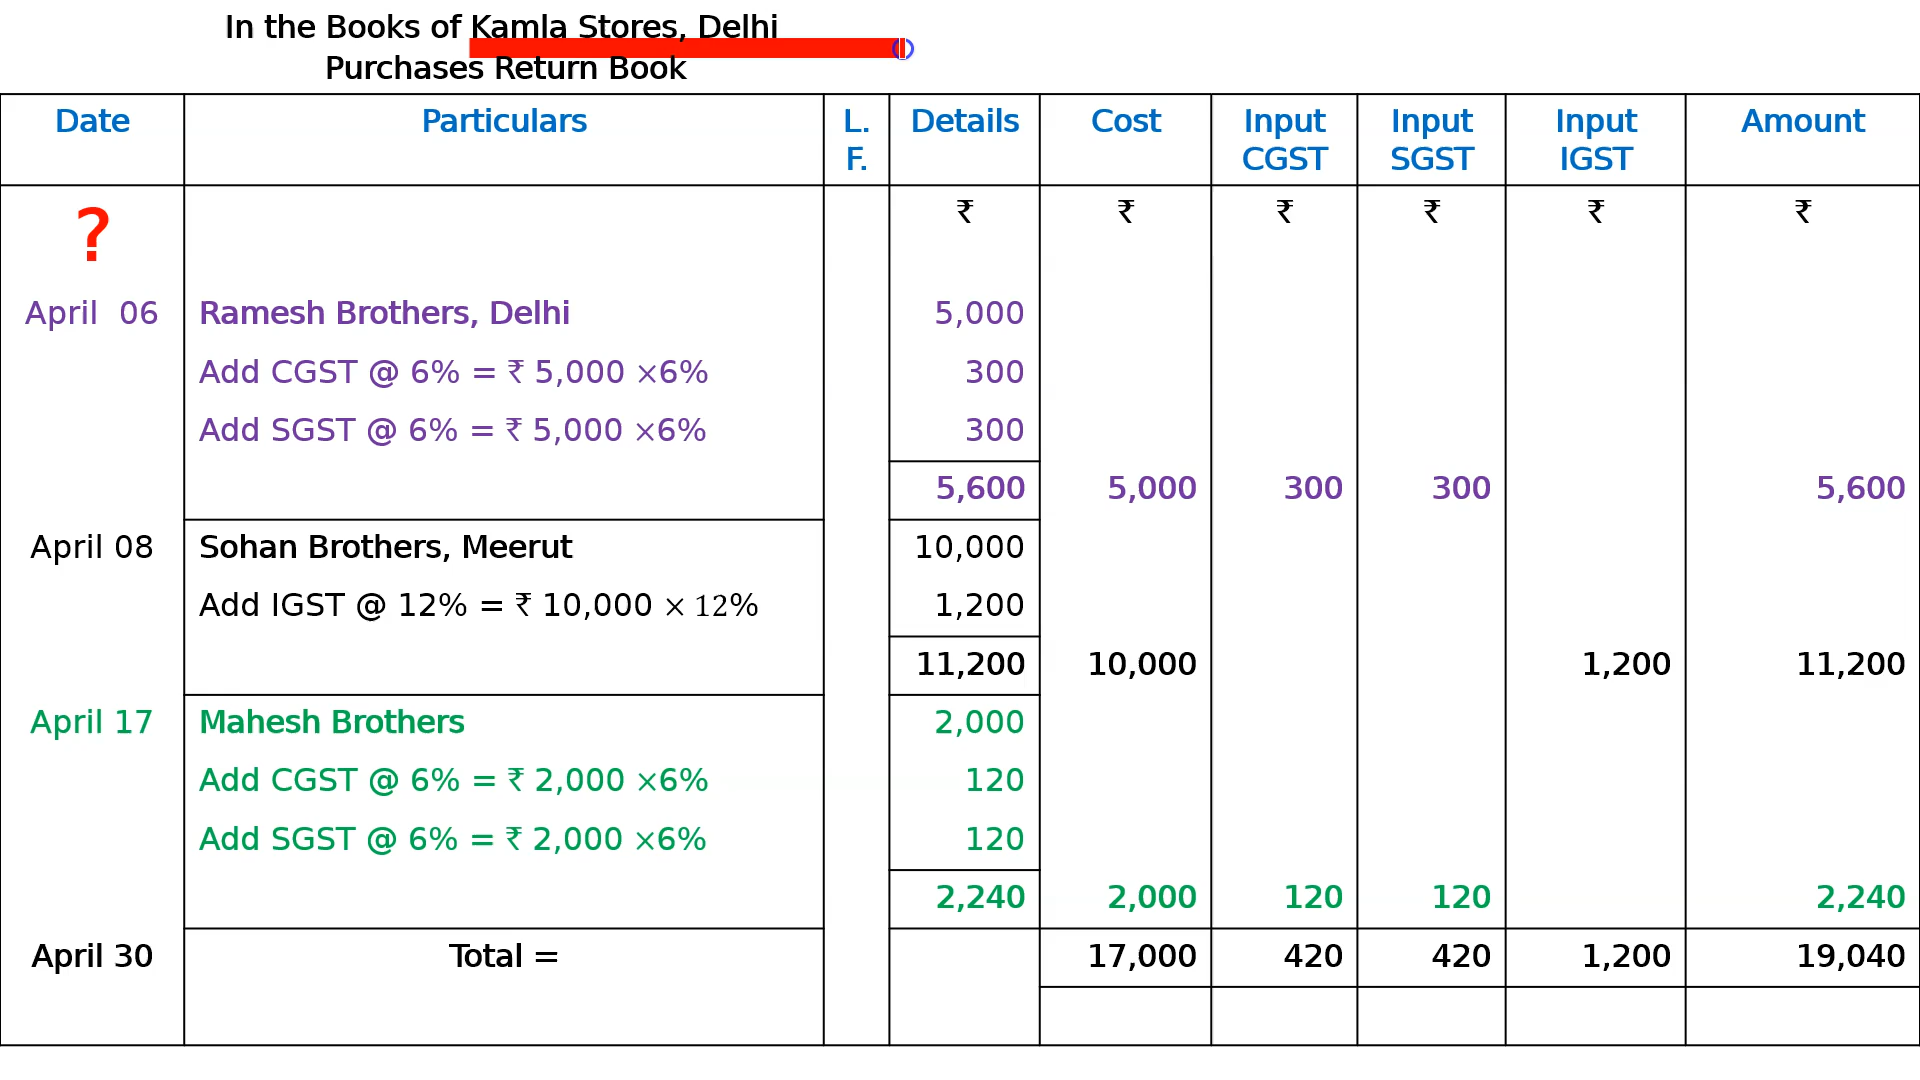 In the Books of Kamla Stores, Delhi
Purchases Return Book
Date Particulars L. F. Details Cost Input CGST Input SGST Input IGST Amount
? ₹ ₹ ₹ ₹ ₹ ₹
April 06 Ramesh Brothers, Delhi 5,000
Add CGST @ 6% = ₹ 5,000 ×6% 300
Add SGST @ 6% = ₹ 5,000 ×6% 300
5,600 5,000 300 300 5,600
April 08 Sohan Brothers, Meerut 10,000
Add IGST @ 12% = ₹ 10,000 × 12% 1,200
11,200 10,000 1,200 11,200
April 17 Mahesh Brothers 2,000
Add CGST @ 6% = ₹ 2,000 ×6% 120
Add SGST @ 6% = ₹ 2,000 ×6% 120
2,240 2,000 120 120 2,240
April 30 Total = 17,000 420 420 1,200 19,040